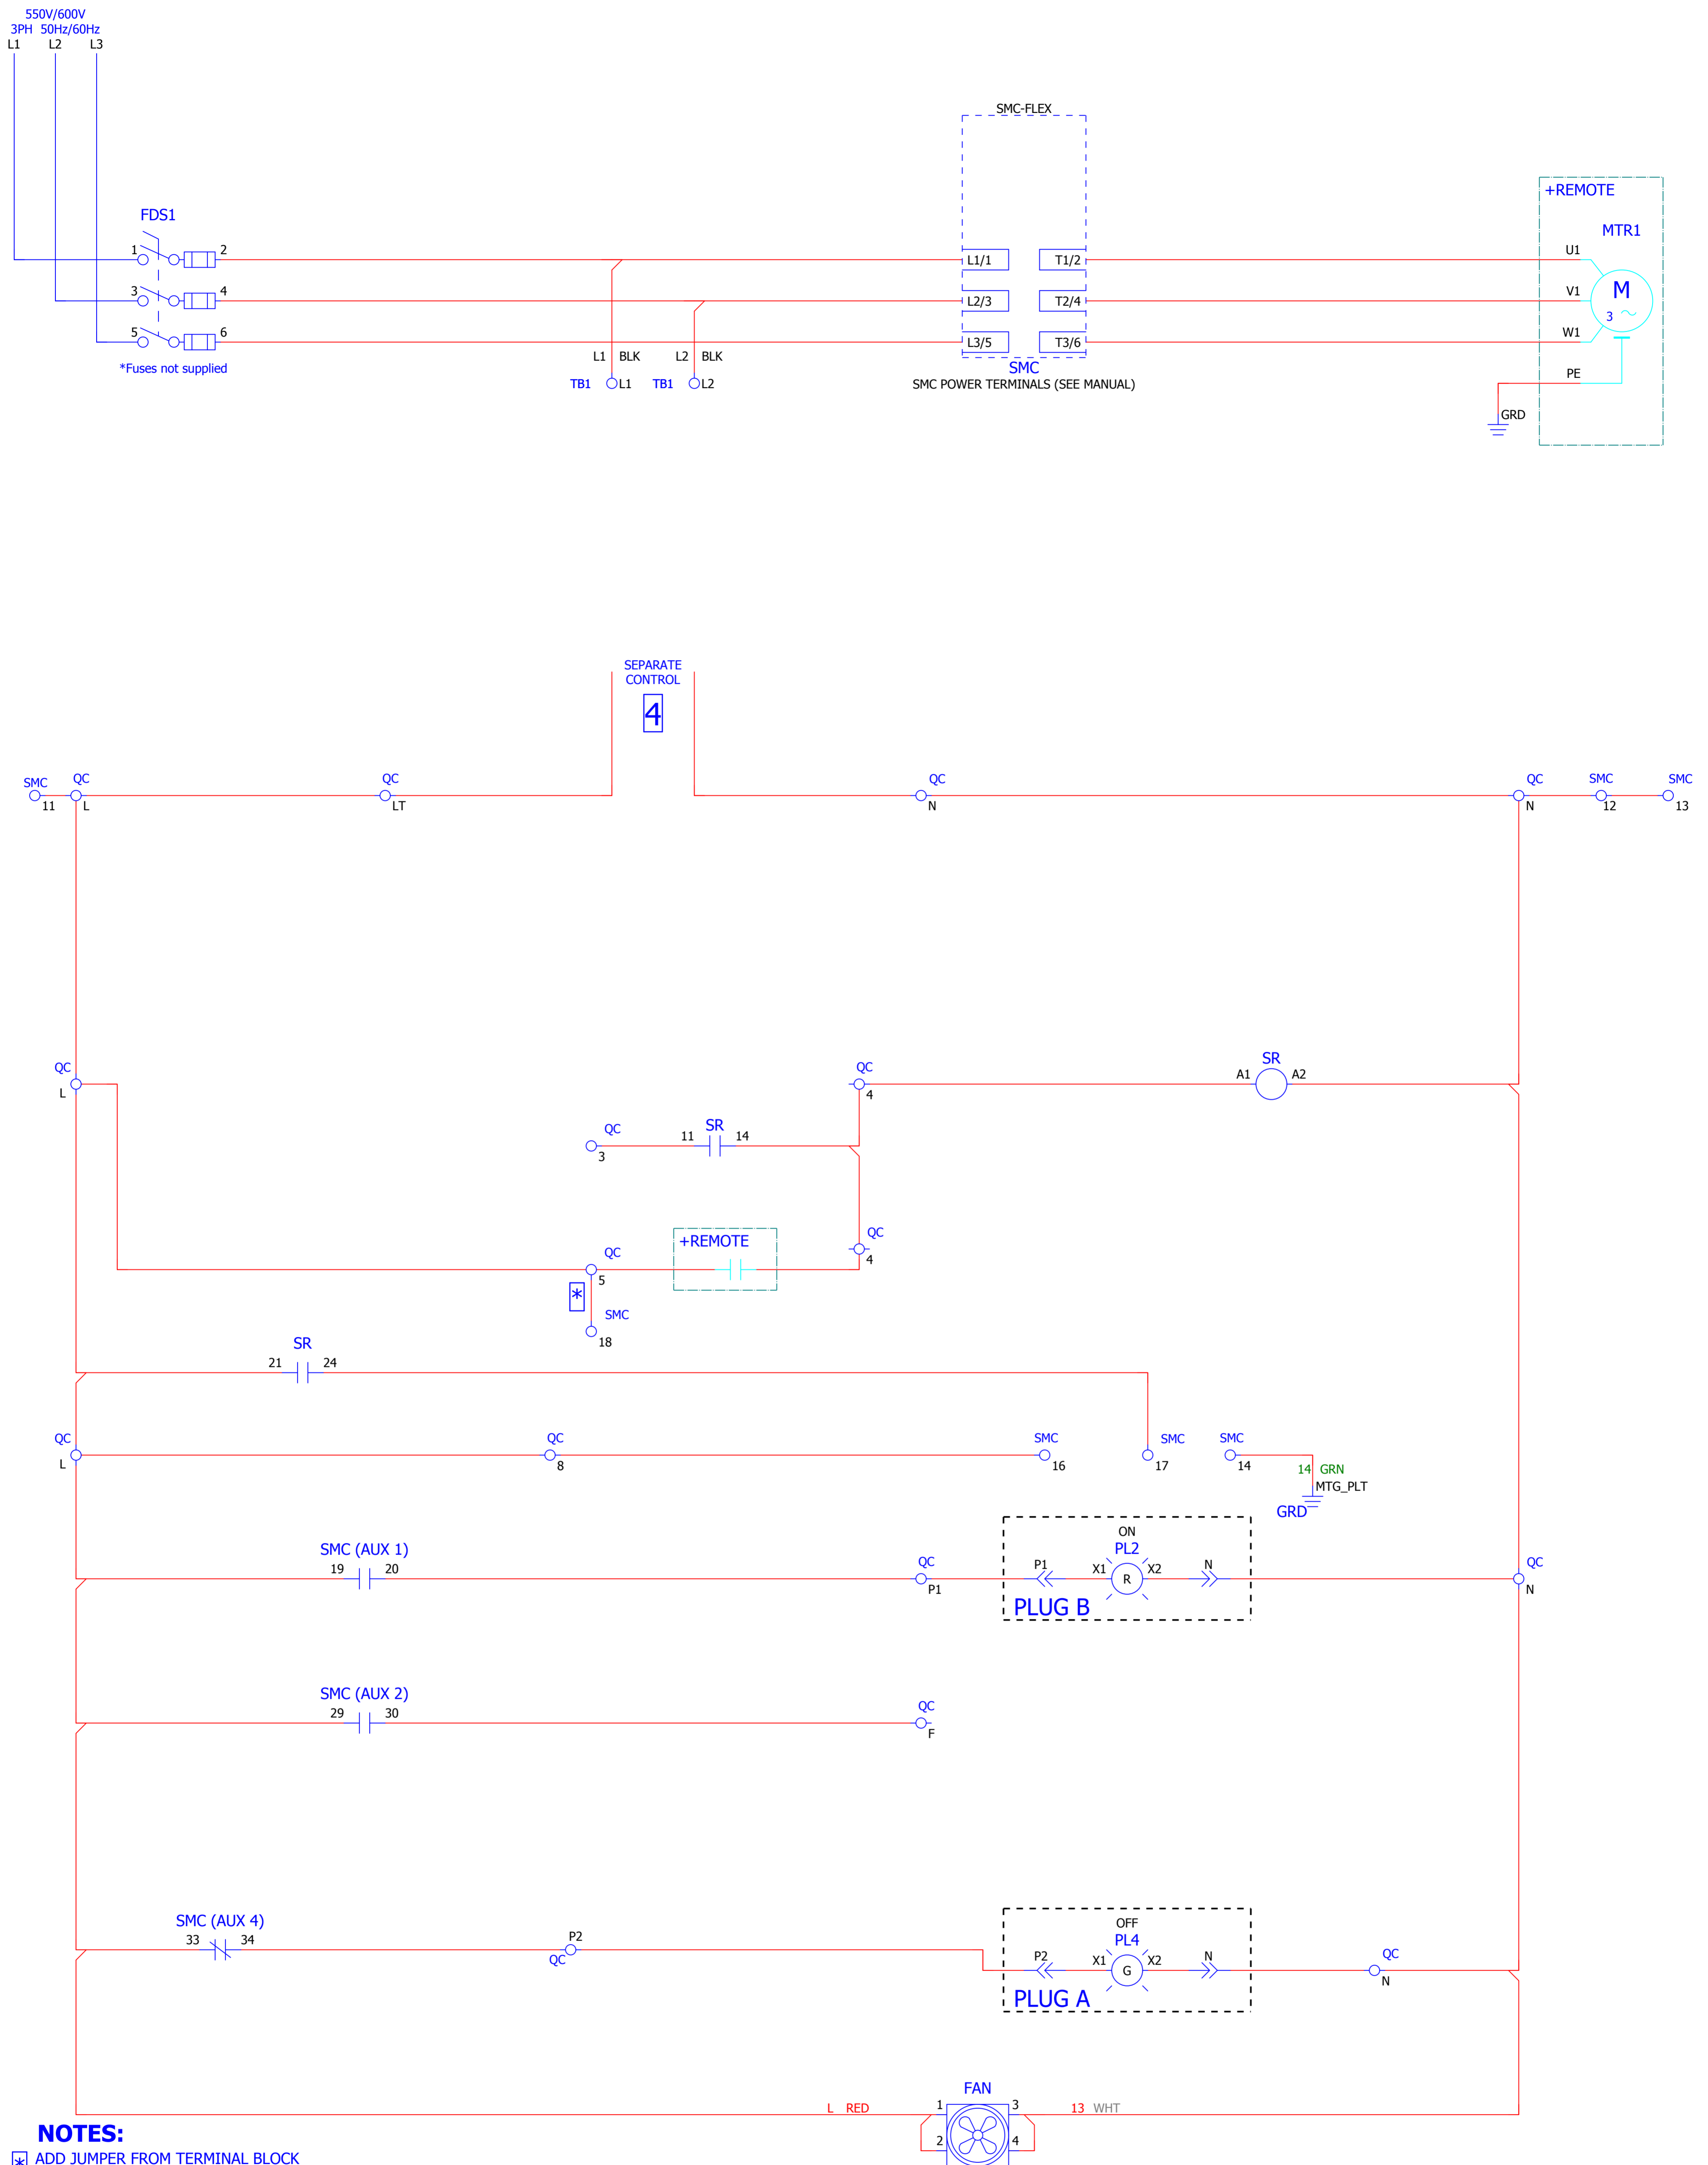 550V/600V
3PH 50Hz/60Hz
L1 L2 L3
SMC-FLEX
+REMOTE
MTR1
FDS1
1 2
3 4
5 6
*Fuses not supplied
L1/1 T1/2
L2/3 T2/4
L3/5 T3/6
SMC
SMC POWER TERMINALS (SEE MANUAL)
U1
V1
W1
PE
M
3
GRD
L1 BLK
L2 BLK
TB1 L1
TB1 L2
SEPARATE
CONTROL
4
SMC
11
QC
L
QC
LT
QC
N
QC
N
SMC
12
SMC
13
QC
L
QC
4
SR
A1 A2
QC
3
SR
11 14
QC
4
+REMOTE
QC
5
*
SMC
18
SR
21 24
QC
L
QC
8
SMC
16
SMC
17
SMC
14
14 GRN
MTG_PLT
GRD
SMC (AUX 1)
19 20
QC
P1
ON
PL2
P1 X1 R X2 N
PLUG B
QC
N
SMC (AUX 2)
29 30
QC
F
SMC (AUX 4)
33 34
P2
QC
OFF
PL4
P2 X1 G X2 N
PLUG A
QC
N
FAN
L RED
1 3
2 4
13 WHT
NOTES:
* ADD JUMPER FROM TERMINAL BLOCK